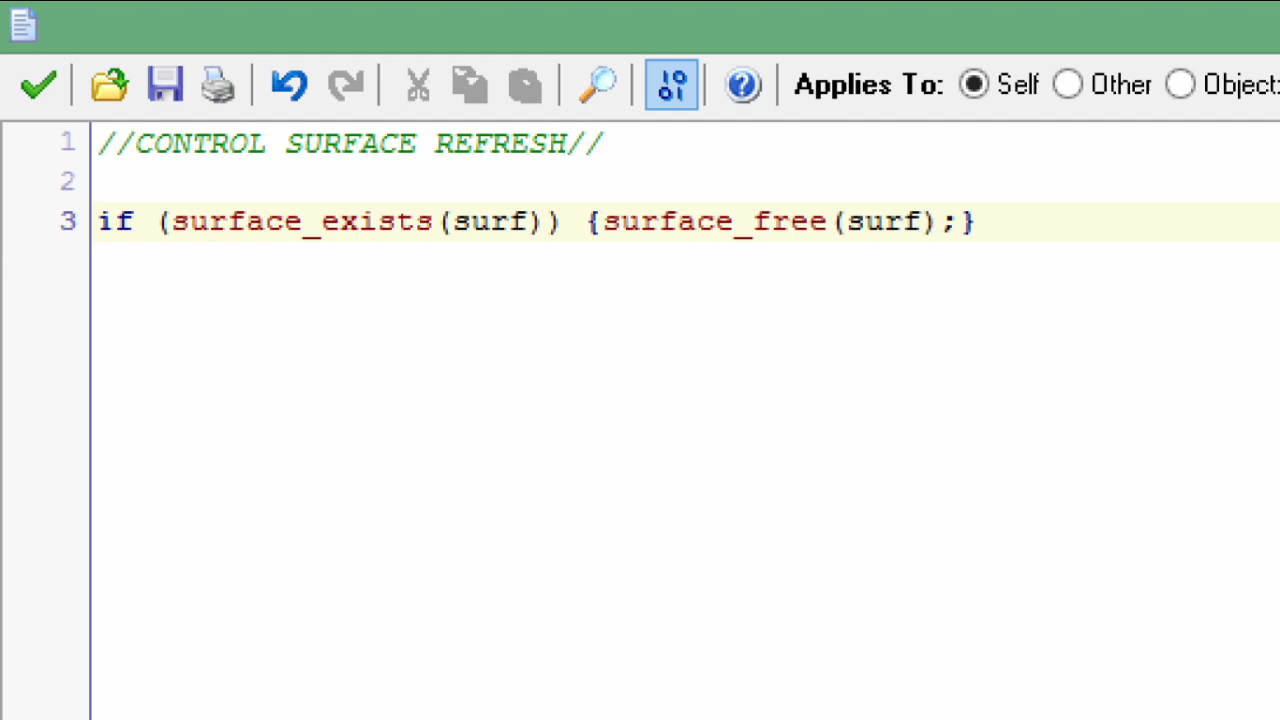 Applies To: Self Other Object:
1 //CONTROL SURFACE REFRESH//
2
3 if (surface_exists(surf)) {surface_free(surf);}